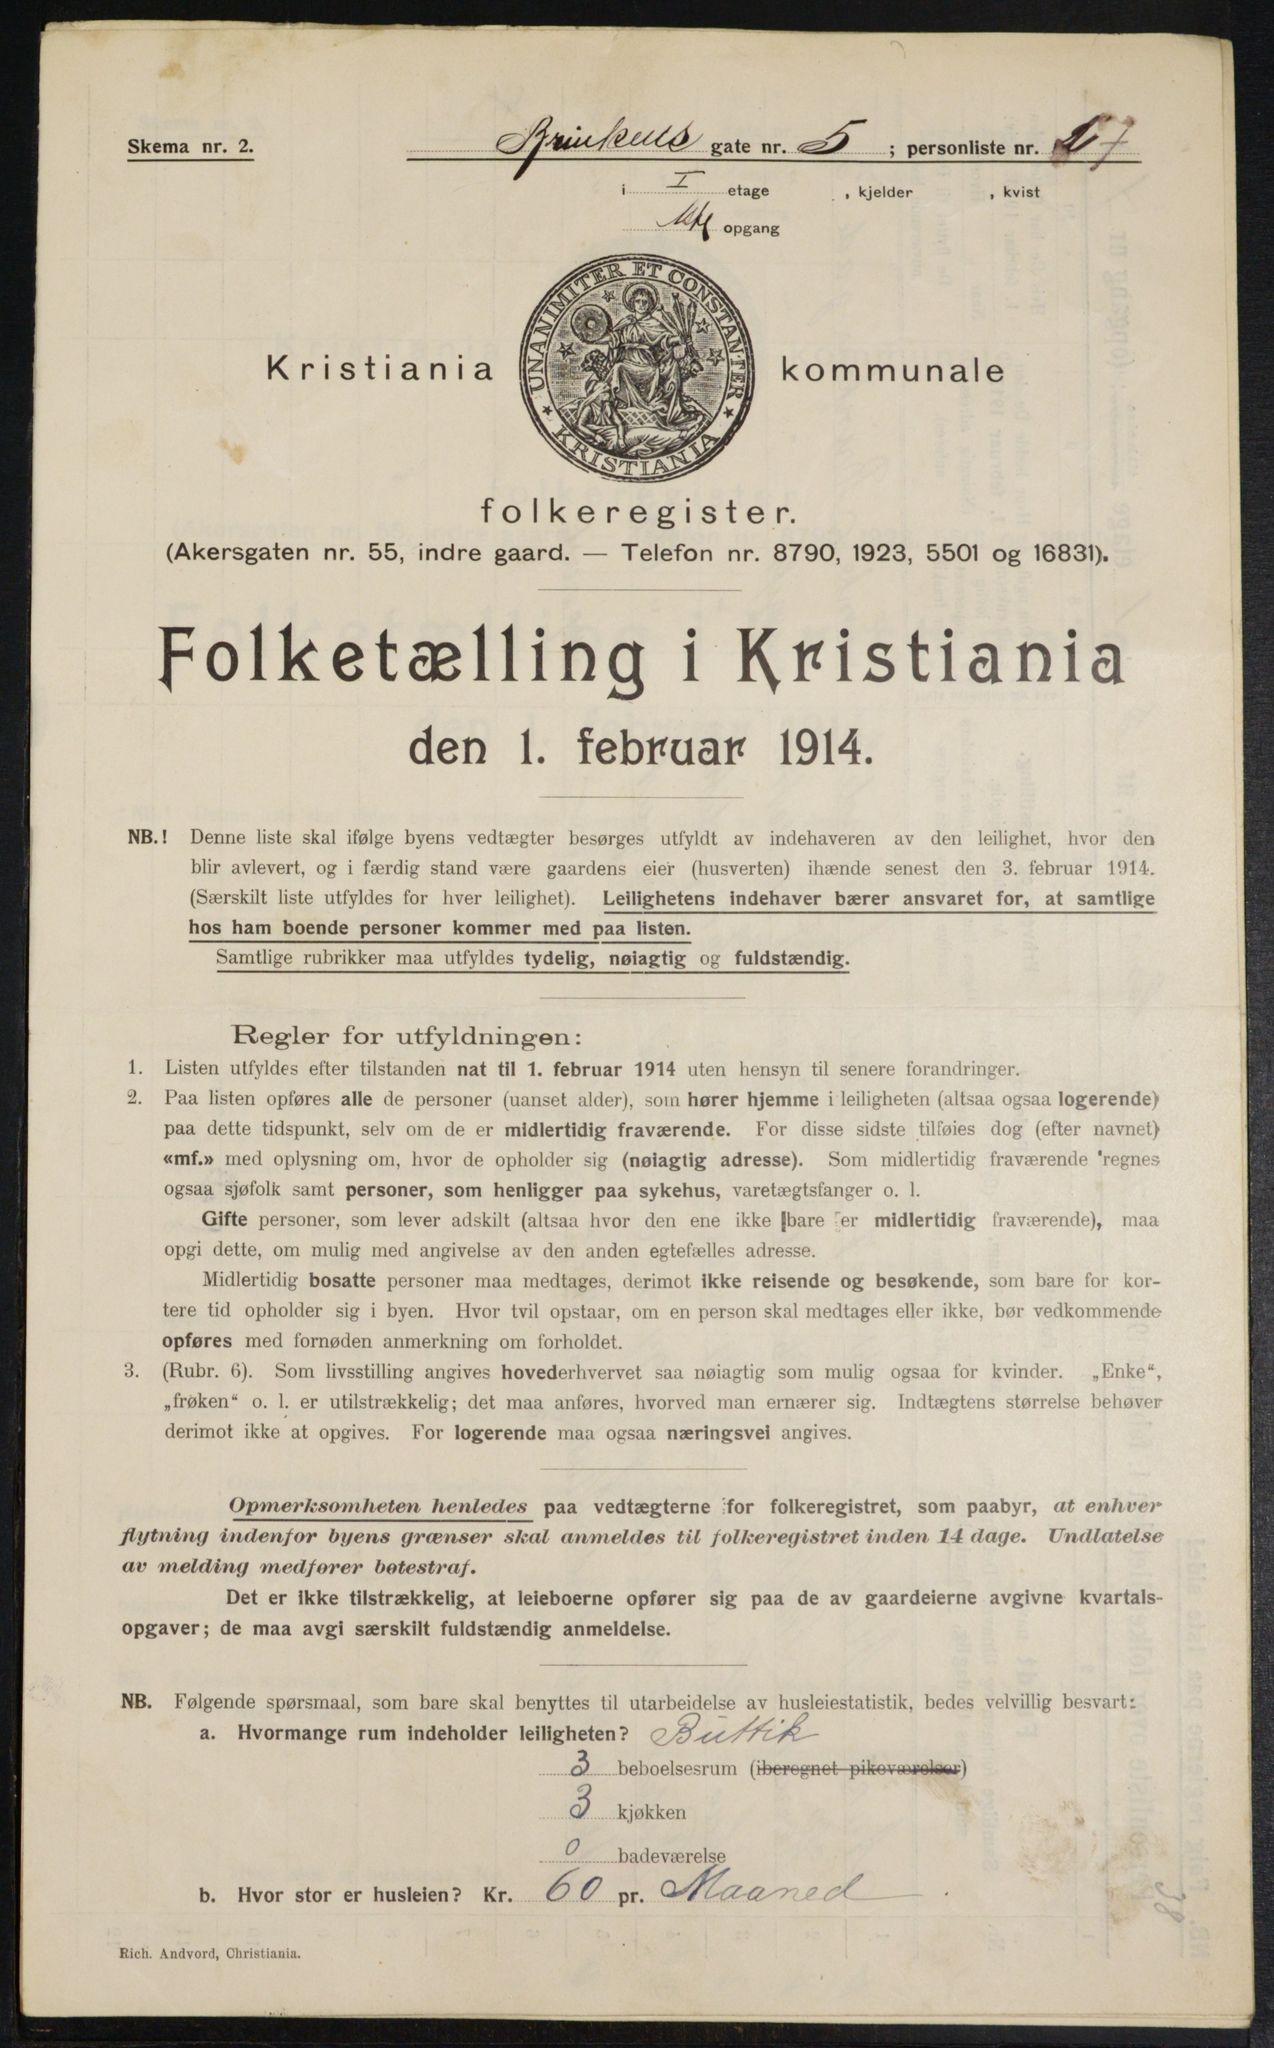 Skema nr. 2.
Brinkens gate nr. 5 ; personliste nr.
i I etage , kjelder , kvist
opgang
UNANIMITER ET CONSTANTER
KRISTIANIA
Kristiania kommunale
folkeregister.
(Akersgaten nr. 55, indre gaard. — Telefon nr. 8790, 1923, 5501 og 16831).
Folketælling i Kristiania
den 1. februar 1914.
NB.! Denne liste skal ifølge byens vedtægter besørges utfyldt av indehaveren av den leilighet, hvor den
blir avlevert, og i færdig stand være gaardens eier (husverten) ihænde senest den 3. februar 1914.
(Særskilt liste utfyldes for hver leilighet). Leilighetens indehaver bærer ansvaret for, at samtlige
hos ham boende personer kommer med paa listen.
Samtlige rubrikker maa utfyldes tydelig, nøiagtig og fuldstændig.
Regler for utfyldningen:
1. Listen utfyldes efter tilstanden nat til 1. februar 1914 uten hensyn til senere forandringer.
2. Paa listen opføres alle de personer (uanset alder), som hører hjemme i leiligheten (altsaa ogsaa logerende)
paa dette tidspunkt, selv om de er midlertidig fraværende. For disse sidste tilføies dog (efter navnet)
«mf.» med oplysning om, hvor de opholder sig (nøiagtig adresse). Som midlertidig fraværende regnes
ogsaa sjøfolk samt personer, som henligger paa sykehus, varetægtsfanger o. l.
Gifte personer, som lever adskilt (altsaa hvor den ene ikke bare er midlertidig fraværende), maa
opgi dette, om mulig med angivelse av den anden egtefælles adresse.
Midlertidig bosatte personer maa medtages, derimot ikke reisende og besøkende, som bare for kor-
tere tid opholder sig i byen. Hvor tvil opstaar, om en person skal medtages eller ikke, bør vedkommende
opføres med fornøden anmerkning om forholdet.
3. (Rubr. 6). Som livsstilling angives hovederhvervet saa nøiagtig som mulig ogsaa for kvinder. „Enke“,
„frøken“ o. l. er utilstrækkelig; det maa anføres, hvorved man ernærer sig. Indtægtens størrelse behøver
derimot ikke at opgives. For logerende maa ogsaa næringsvei angives.
Opmerksomheten henledes paa vedtægterne for folkeregistret, som paabyr, at enhver
flytning indenfor byens grænser skal anmeldes til folkeregistret inden 14 dage. Undlatelse
av melding medfører bøtestraf.
Det er ikke tilstrækkelig, at leieboerne opfører sig paa de av gaardeierne avgivne kvartals-
opgaver; de maa avgi særskilt fuldstændig anmeldelse.
NB. Følgende spørsmaal, som bare skal benyttes til utarbeidelse av husleiestatistik, bedes velvillig besvart:
a. Hvormange rum indeholder leiligheten? Buttik
3 beboelsesrum (iberegnet pikeværelser)
3 kjøkken
0 badeværelse
b. Hvor stor er husleien? Kr. 60 pr. Maaned
Rich. Andvord, Christiania.